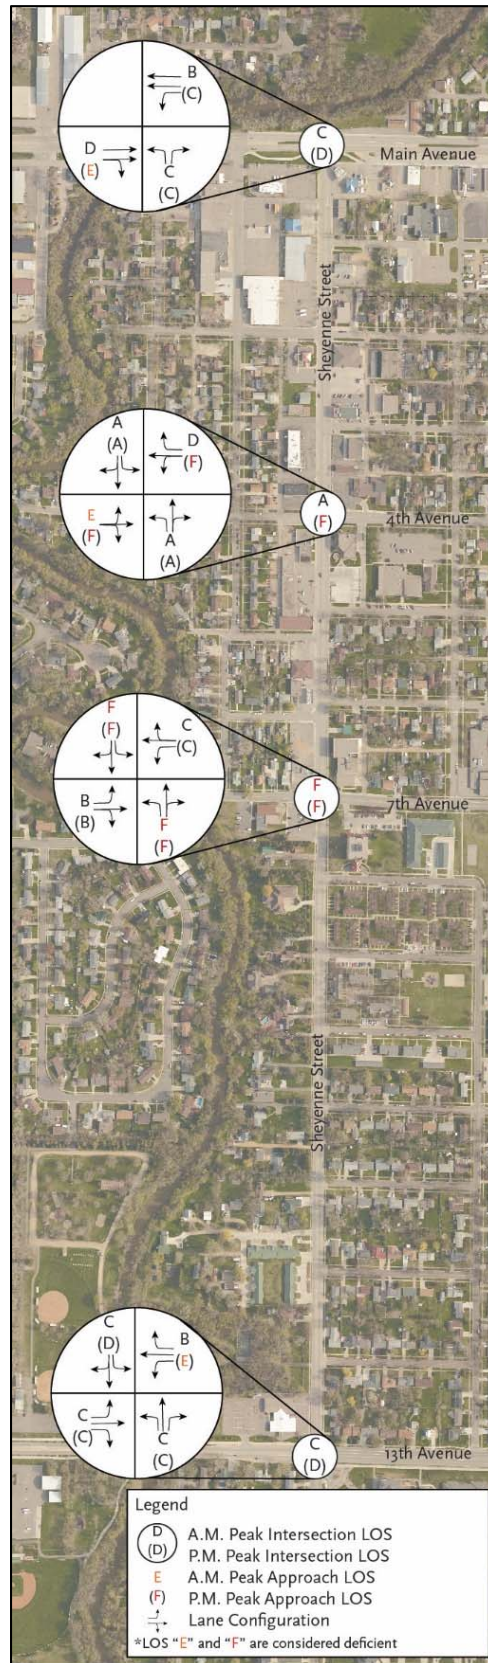 B
(C)
D
(E)
C
(C)
C
(D)
Main Avenue
Sheyenne Street
A
(A)
D
(F)
E
(F)
A
(A)
A
(F)
4th Avenue
F
(F)
C
(C)
B
(B)
F
(F)
F
(F)
7th Avenue
Sheyenne Street
C
(D)
B
(E)
C
(C)
C
(C)
C
(D)
13th Avenue
Legend
D A.M. Peak Intersection LOS
(D) P.M. Peak Intersection LOS
E A.M. Peak Approach LOS
(F) P.M. Peak Approach LOS
Lane Configuration
*LOS "E" and "F" are considered deficient